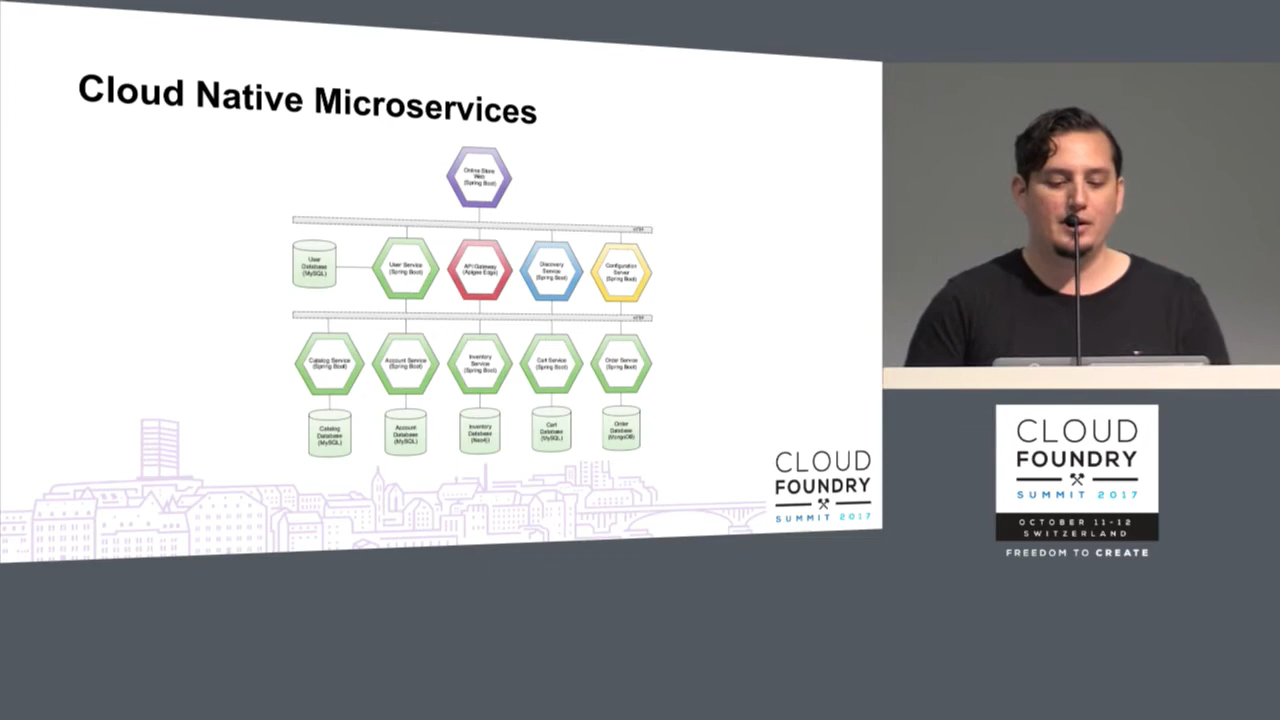 Cloud Native Microservices
Online Store
Web
(Spring Boot)
HTTP
User
Database
(MySQL)
User Service
(Spring Boot)
API Gateway
(Apigee Edge)
Discovery
Service
(Spring Boot)
Configuration
Server
(Spring Boot)
HTTP
Catalog Service
(Spring Boot)
Account Service
(Spring Boot)
Inventory
Service
(Spring Boot)
Cart Service
(Spring Boot)
Order Service
(Spring Boot)
Catalog
Database
(MySQL)
Account
Database
(MySQL)
Inventory
Database
(Neo4j)
Cart
Database
(MySQL)
Order
Database
(MongoDB)
CLOUD
FOUNDRY
SUMMIT 2017
CLOUD
FOUNDRY
SUMMIT 2017
OCTOBER 11-12
SWITZERLAND
FREEDOM TO CREATE